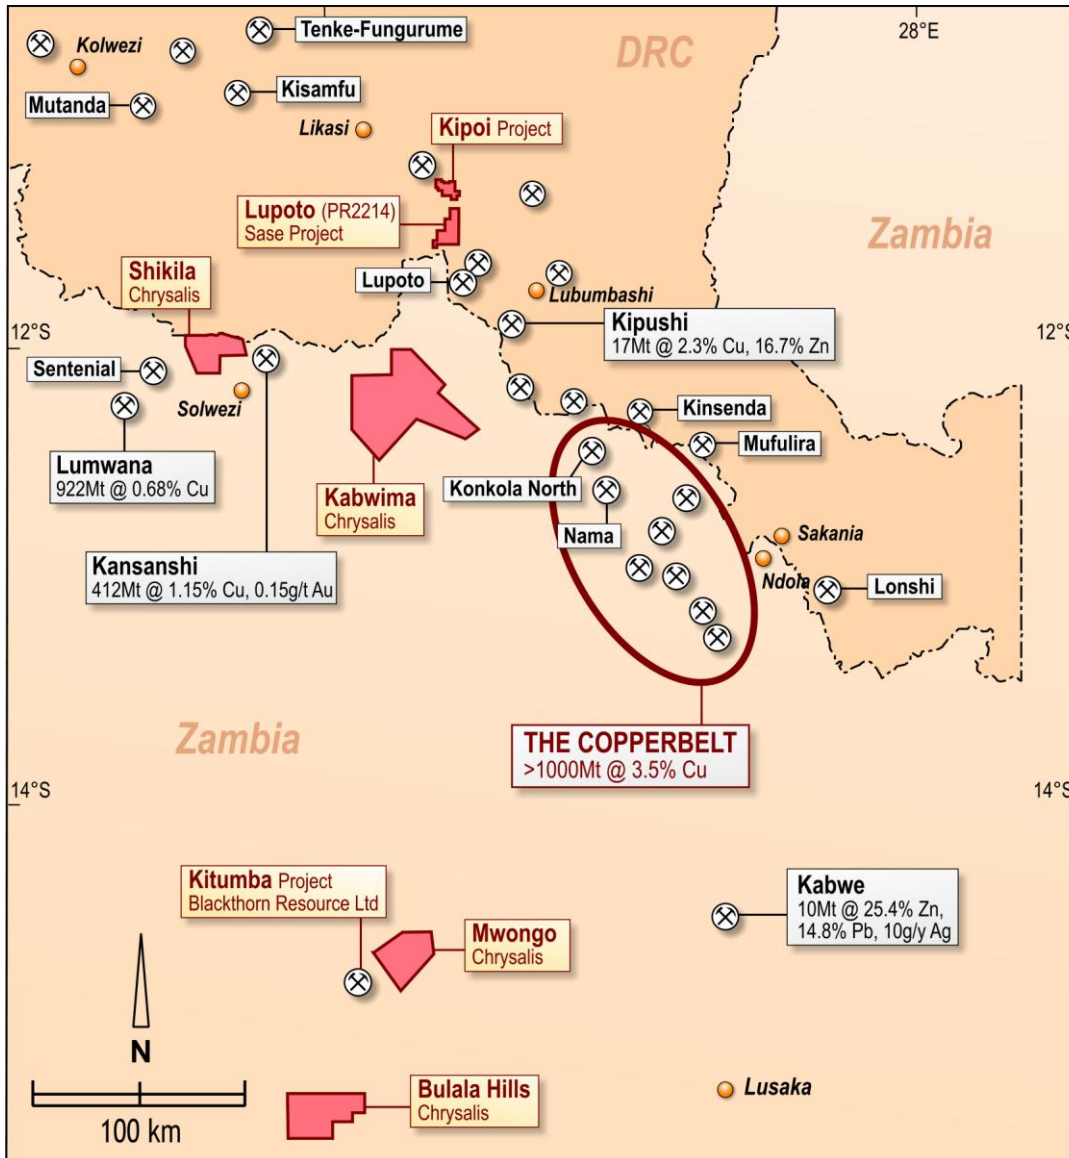 Tenke-Fungurume
28°E
Kolwezi
DRC
Mutanda
Kisamfu
Likasi
Kipoi Project
Lupoto (PR2214)
Sase Project
Zambia
Shikila
Chrysalis
Lupoto
Lubumbashi
12°S
12°S
Kipushi
17Mt @ 2.3% Cu, 16.7% Zn
Sentenial
Solwezi
Kinsenda
Mufulira
Lumwana
922Mt @ 0.68% Cu
Kabwima
Chrysalis
Konkola North
Nama
Sakania
Ndola
Lonshi
Kansanshi
412Mt @ 1.15% Cu, 0.15g/t Au
Zambia
THE COPPERBELT
>1000Mt @ 3.5% Cu
14°S
14°S
Kitumba Project
Blackthorn Resource Ltd
Kabwe
10Mt @ 25.4% Zn,
14.8% Pb, 10g/y Ag
Mwongo
Chrysalis
N
100 km
Bulala Hills
Chrysalis
Lusaka